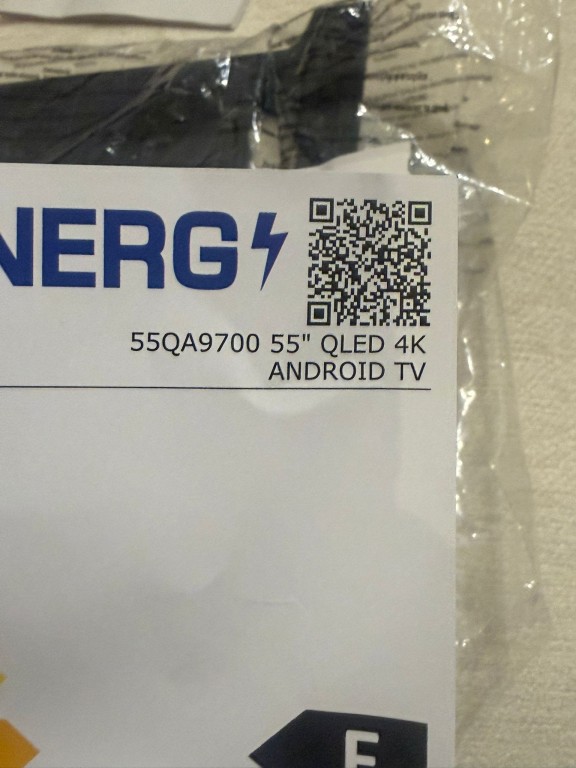 NERG
55QA9700 55" QLED 4K
ANDROID TV